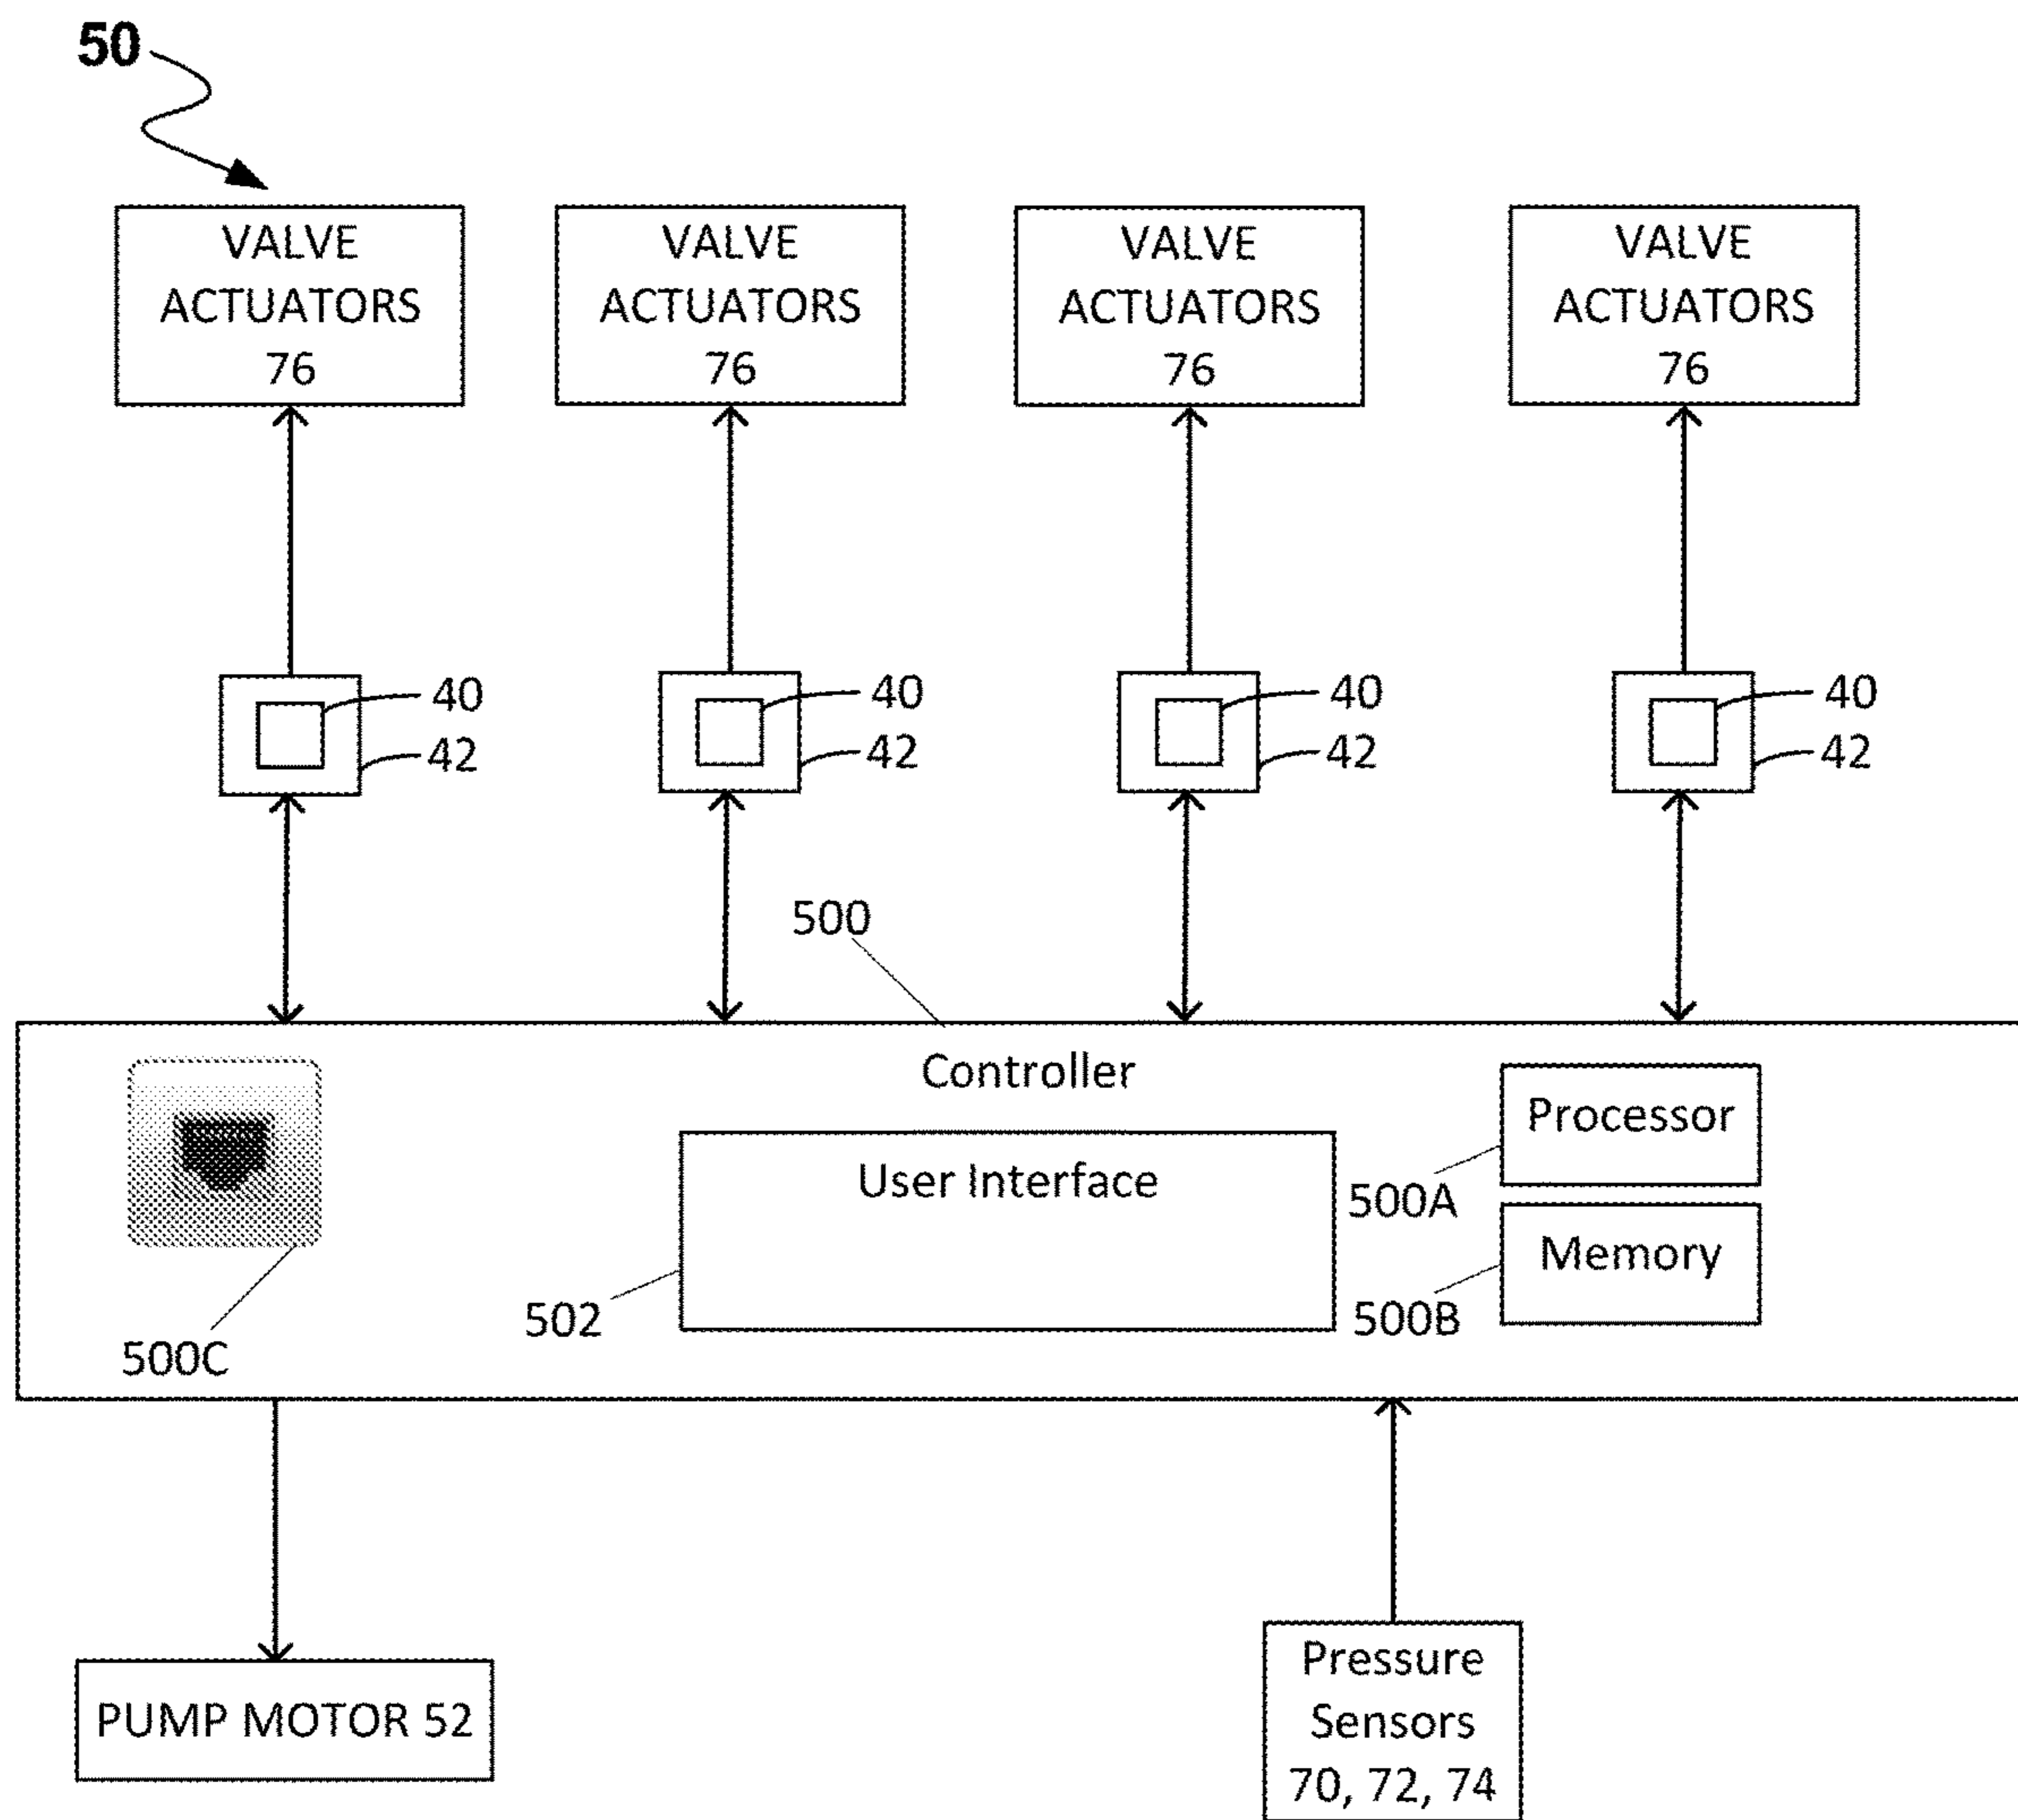 50
VALVE
ACTUATORS
76
VALVE
ACTUATORS
76
VALVE
ACTUATORS
76
VALVE
ACTUATORS
76
40
42
40
42
40
42
40
42
500
Controller
Processor
User Interface
500A
Memory
502
500B
500C
PUMP MOTOR 52
Pressure
Sensors
70, 72, 74